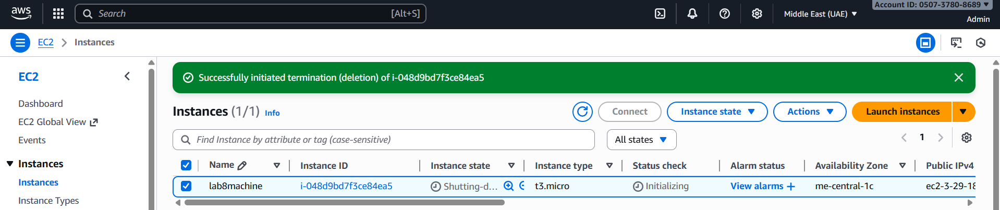 aws
Search [Alt+S]
Middle East (UAE)
Account ID: 0507-3780-8689
Admin
EC2 Instances
EC2
Dashboard
EC2 Global View
Events
Instances
Instances
Instance Types
Successfully initiated termination (deletion) of i-048d9bd7f3ce84ea5
Instances (1/1) Info
Connect Instance state Actions Launch instances
Find Instance by attribute or tag (case-sensitive) All states 1
Name Instance ID Instance state Instance type Status check Alarm status Availability Zone Public IPv4
lab8machine i-048d9bd7f3ce84ea5 Shutting-d... t3.micro Initializing View alarms + me-central-1c ec2-3-29-18